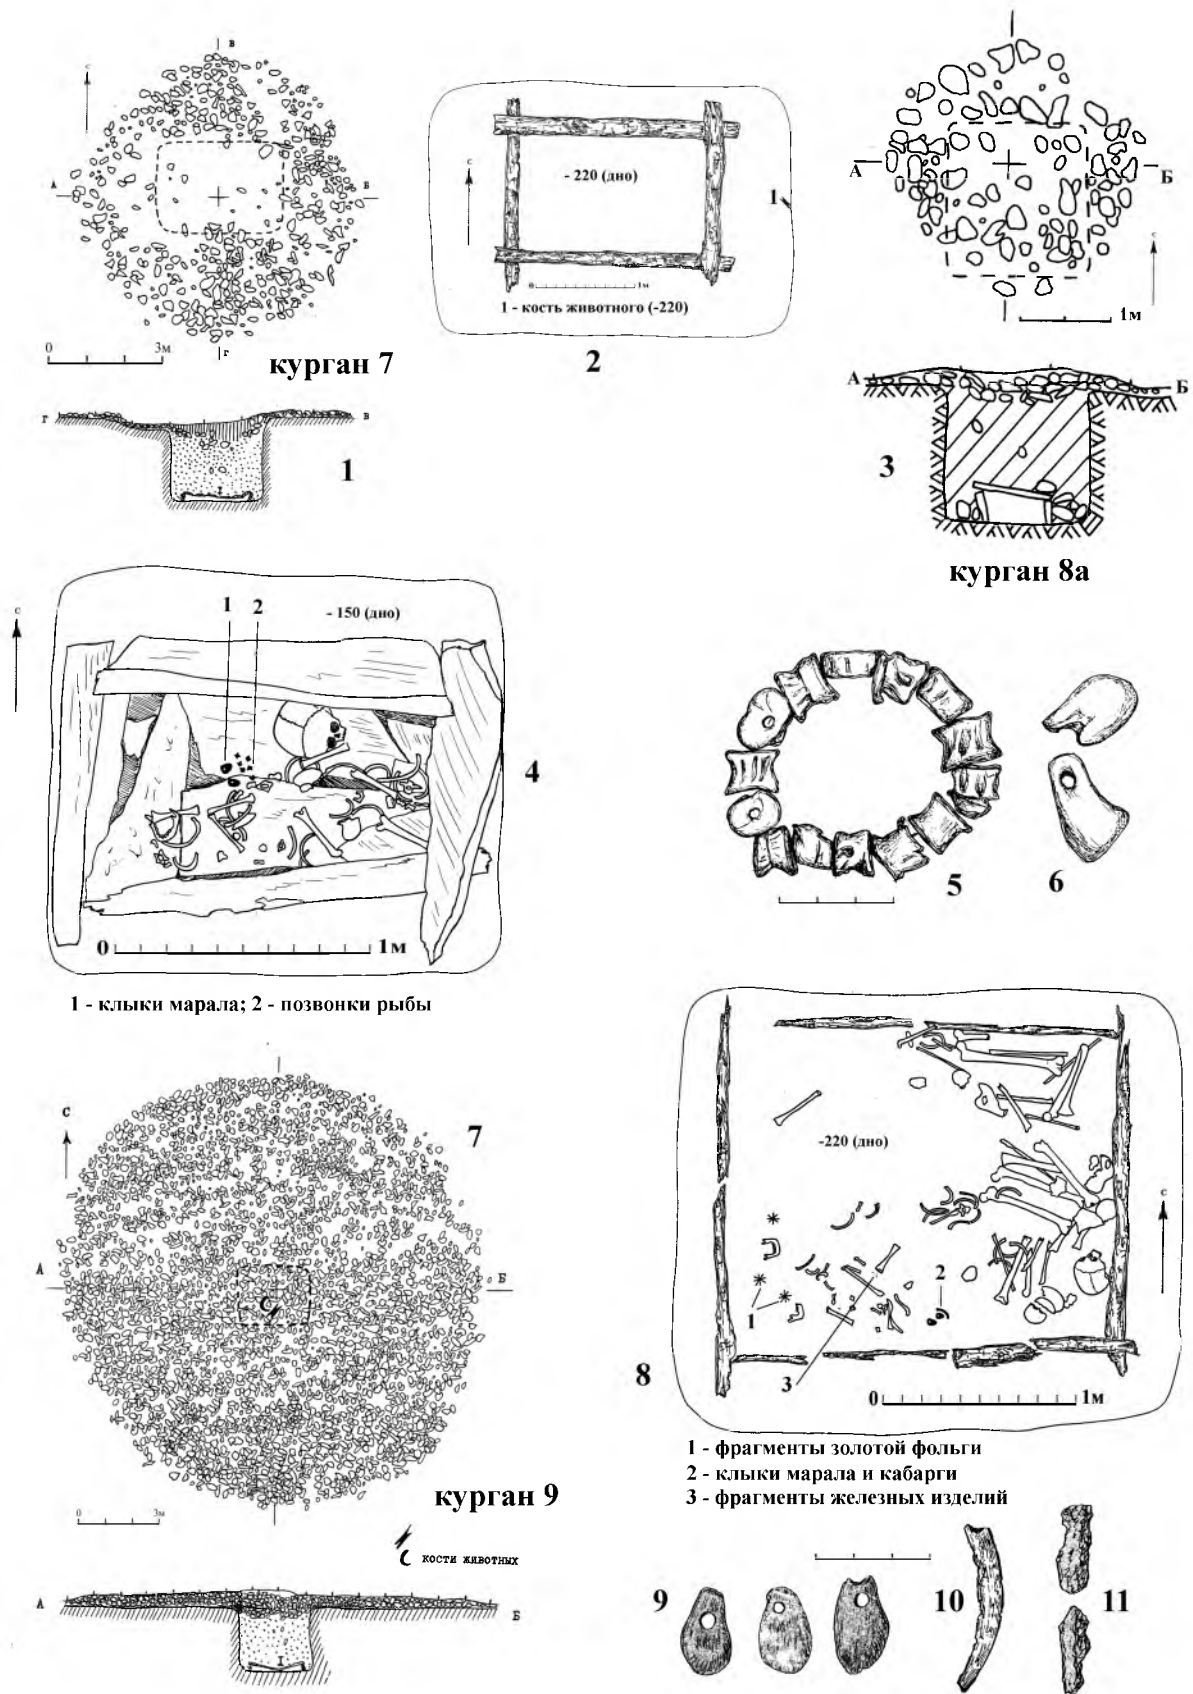 В
С
А
Б
Г
0 3м
курган 7
Г В
1
С
- 220 (дно)
1
0 1м
1 - кость животного (-220)
2
А Б
С
1м
А Б
3
курган 8а
С
1 2
- 150 (дно)
4
0 1м
1 - клыки марала; 2 - позвонки рыбы
5
6
С
7
А Б
курган 9
0 3м
кости животных
А Б
-220 (дно)
С
2
1
3
8
0 1м
1 - фрагменты золотой фольги
2 - клыки марала и кабарги
3 - фрагменты железных изделий
9
10
11